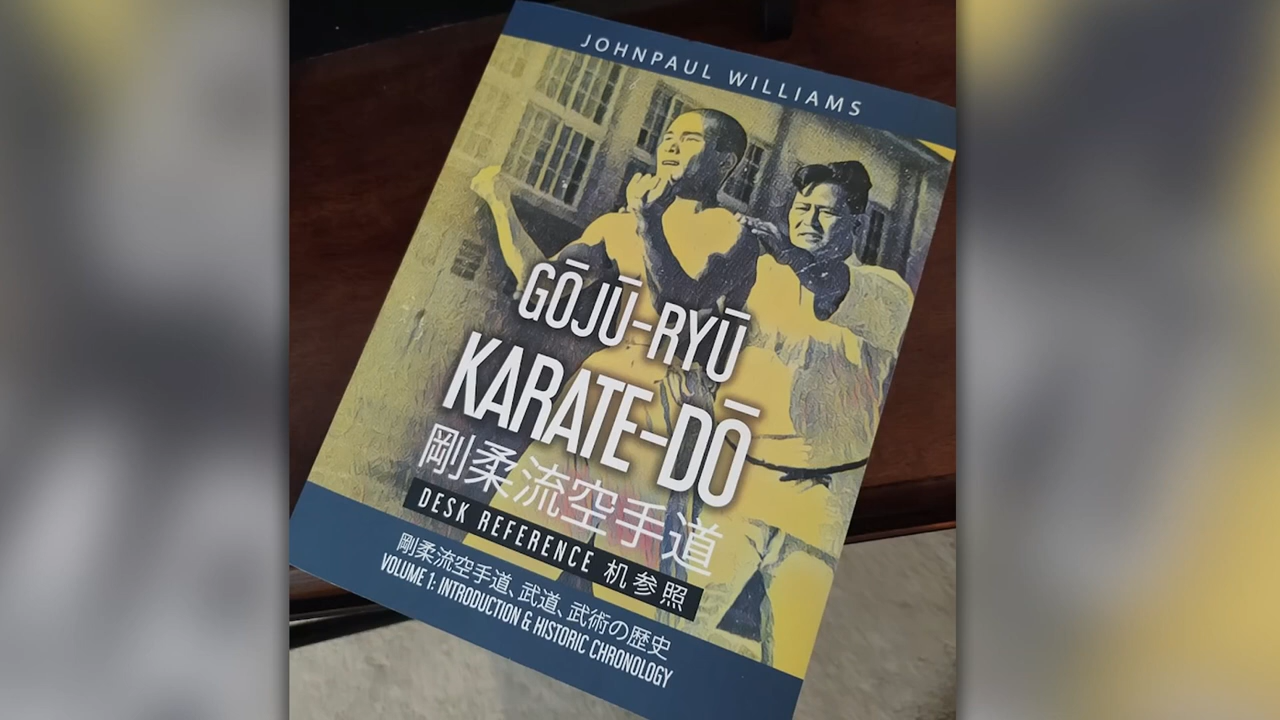 JOHNPAUL WILLIAMS
GŌJŪ-RYŪ
KARATE-DŌ
剛柔流空手道
DESK REFERENCE 机参照
剛柔流空手道、武道、武術の歴史
VOLUME 1: INTRODUCTION & HISTORIC CHRONOLOGY